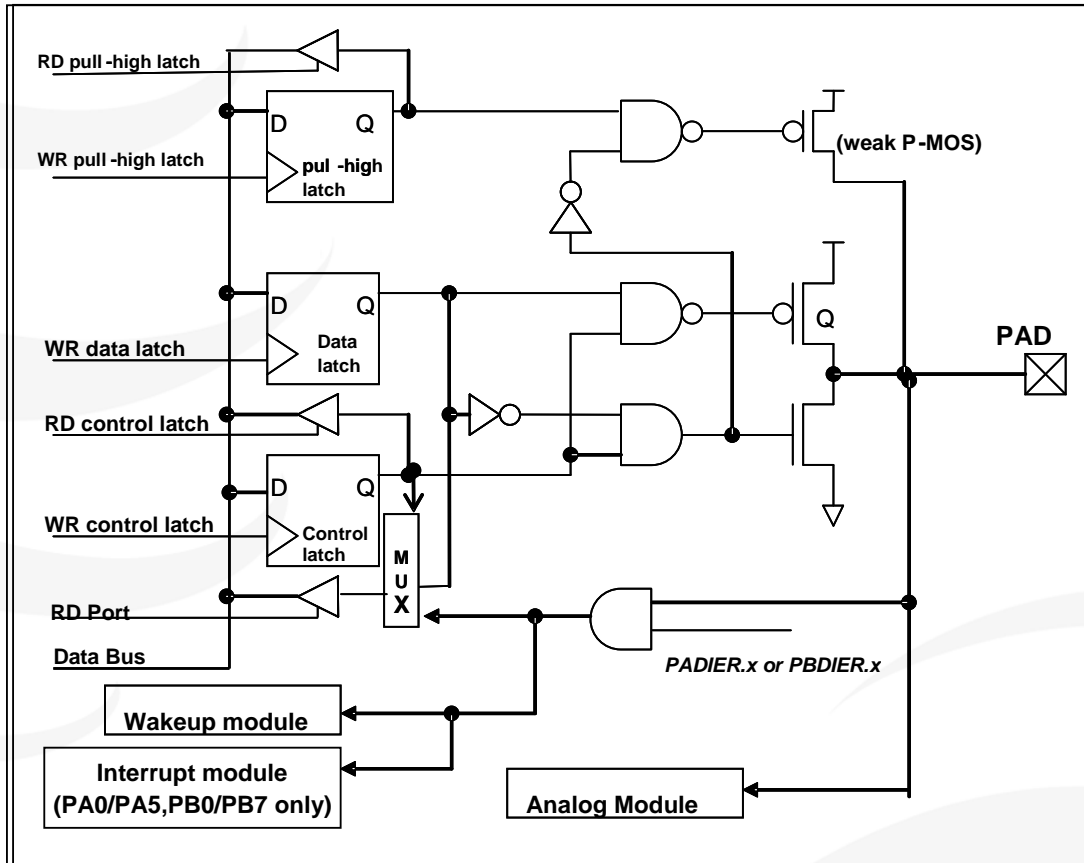 RD pull-high latch
D Q
WR pull-high latch
pul -high
latch
(weak P-MOS)
D Q
Data
latch
WR data latch
Q
PAD
RD control latch
D Q
WR control latch
Control
latch
M
U
X
RD Port
Data Bus
PADIER.x or PBDIER.x
Wakeup module
Interrupt module
(PA0/PA5,PB0/PB7 only)
Analog Module